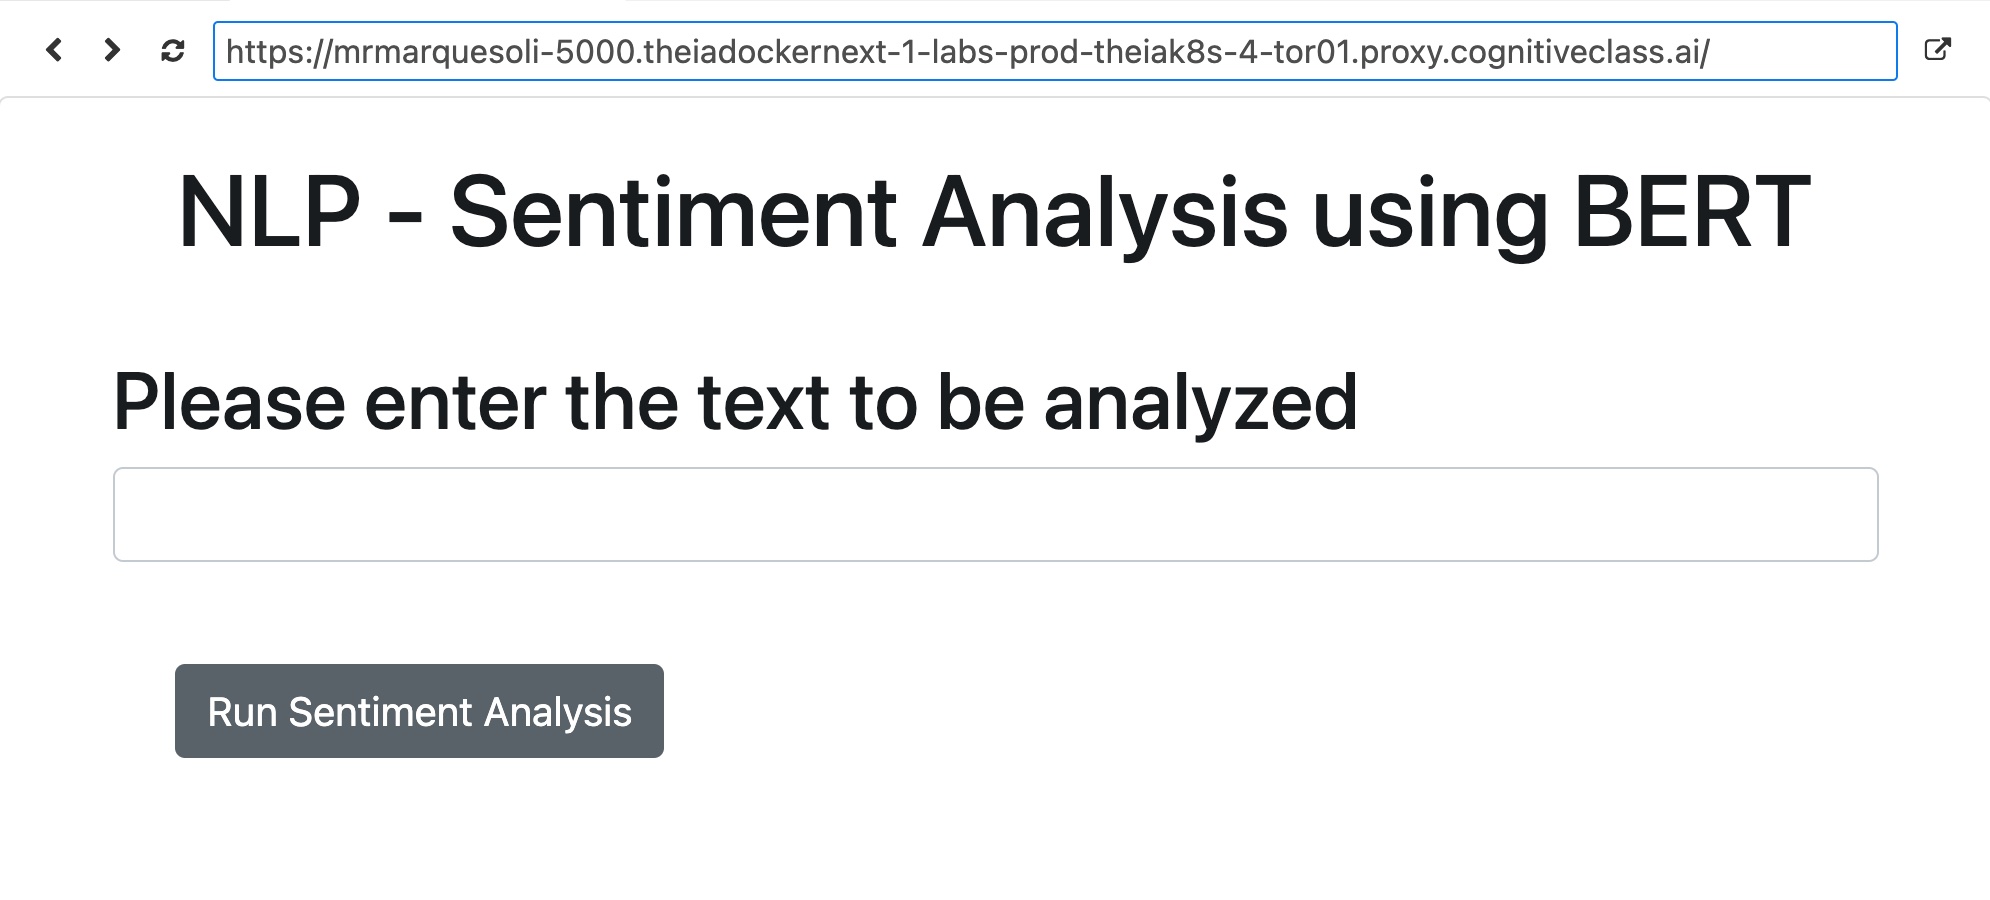 https://mrmarquesoli-5000.theiadockernext-1-labs-prod-theiak8s-4-tor01.proxy.cognitiveclass.ai/
NLP - Sentiment Analysis using BERT
Please enter the text to be analyzed
Run Sentiment Analysis